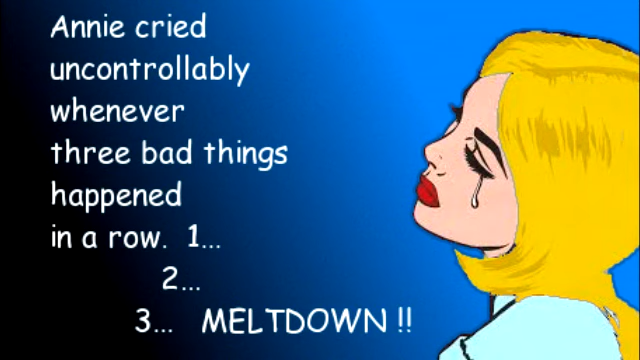 Annie cried
uncontrollably
whenever
three bad things
happened
in a row.  1...
2...
3...  MELTDOWN !!